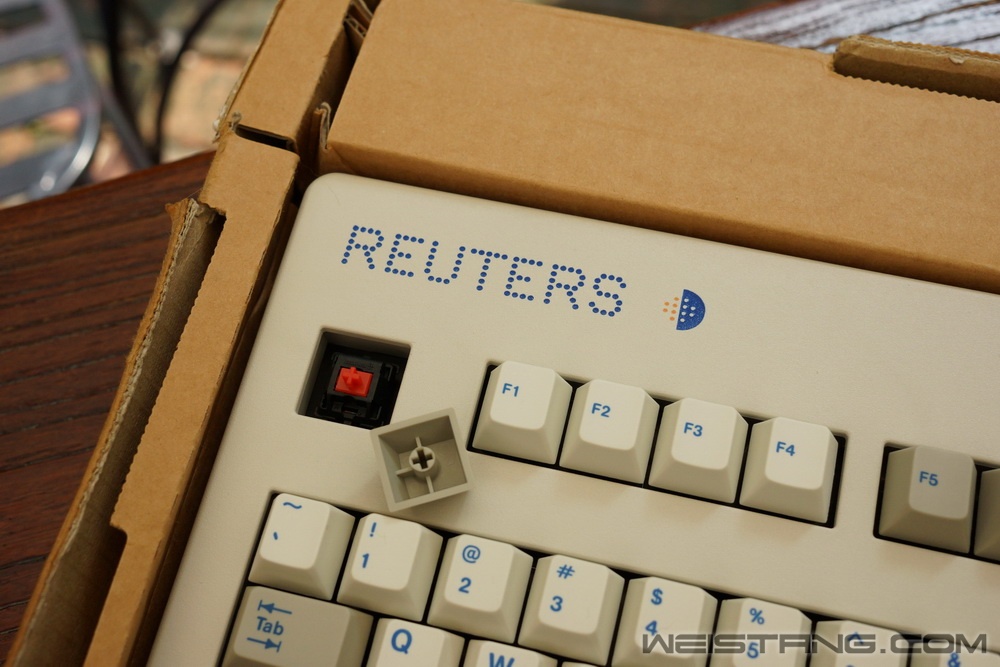 REUTERS
F1
F2
F3
F4
F5
~
`
!
1
@
2
#
3
$
4
%
5
^
&
Tab
Q
W
WEISTANG.COM